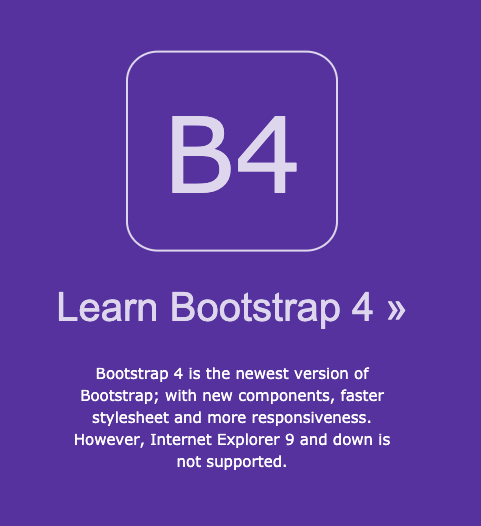 B4
Learn Bootstrap 4 »
Bootstrap 4 is the newest version of
Bootstrap; with new components, faster
stylesheet and more responsiveness.
However, Internet Explorer 9 and down is
not supported.